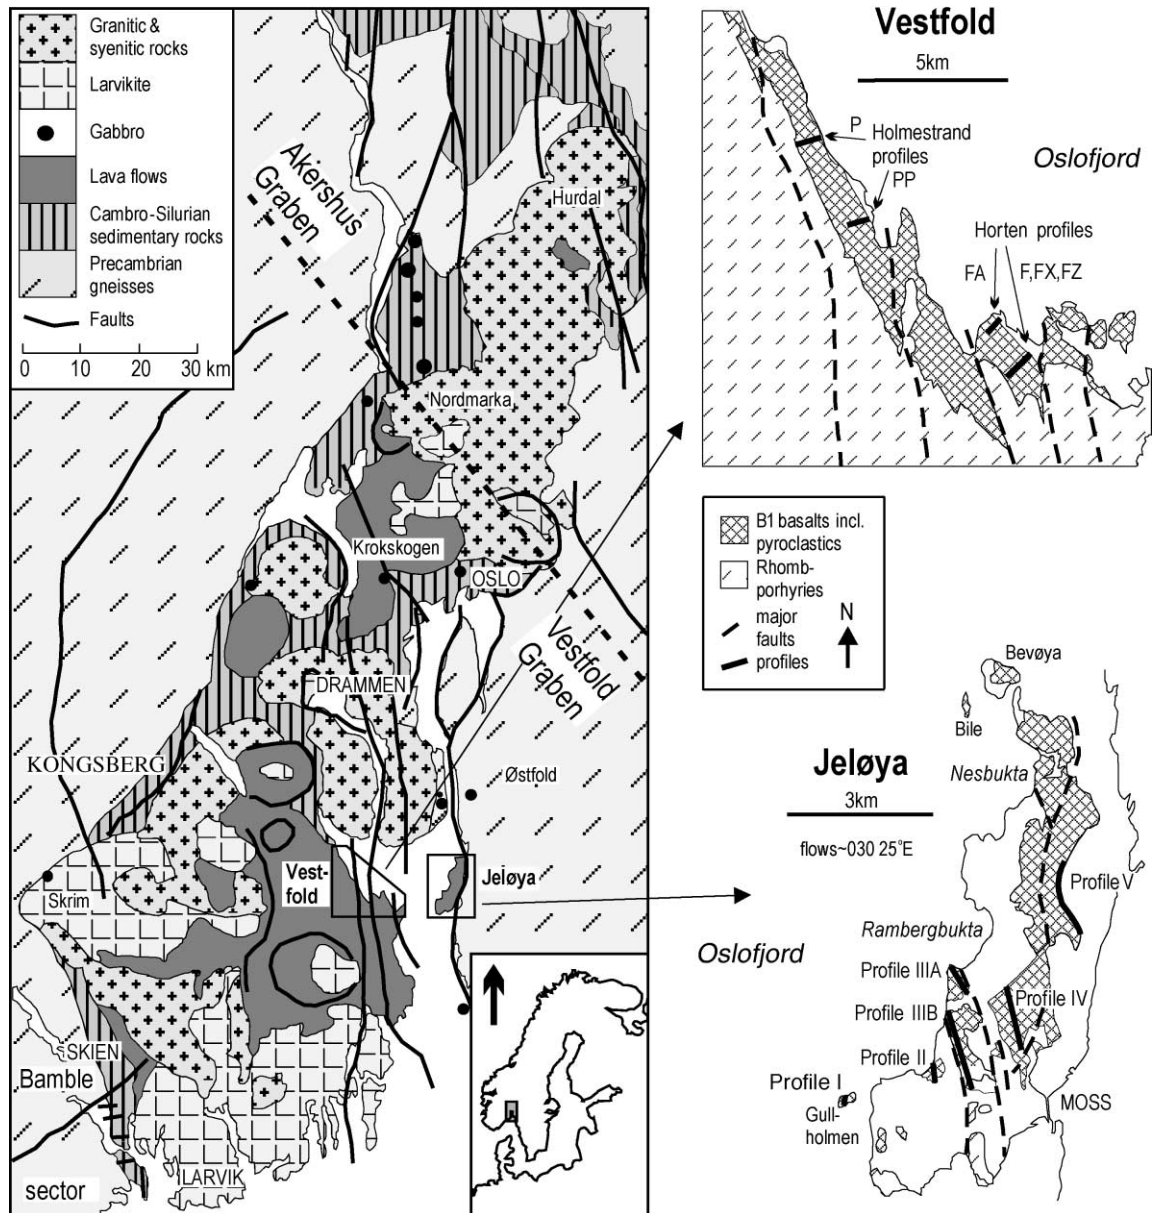 Granitic &
syenitic rocks
Larvikite
Gabbro
Lava flows
Cambro-Silurian
sedimentary rocks
Precambrian
gneisses
Faults
0 10 20 30 km
Akershus
Graben
Hurdal
Nordmarka
Krokskogen
OSLO
Vestfold
Graben
DRAMMEN
KONGSBERG
Østfold
Vest-
fold
Jeløya
Skrim
SKIEN
Bamble
LARVIK
sector
Vestfold
5km
P
Holmestrand
profiles
PP
Oslofjord
Horten profiles
FA
F,FX,FZ
B1 basalts incl.
pyroclastics
Rhomb-
porhyries
major
faults
profiles
N
Bevøya
Bile
Jeløya
Nesbukta
3km
flows~030 25°E
Profile V
Rambergbukta
Oslofjord
Profile IIIA
Profile IV
Profile IIIB
Profile II
Profile I
MOSS
Gull-
holmen